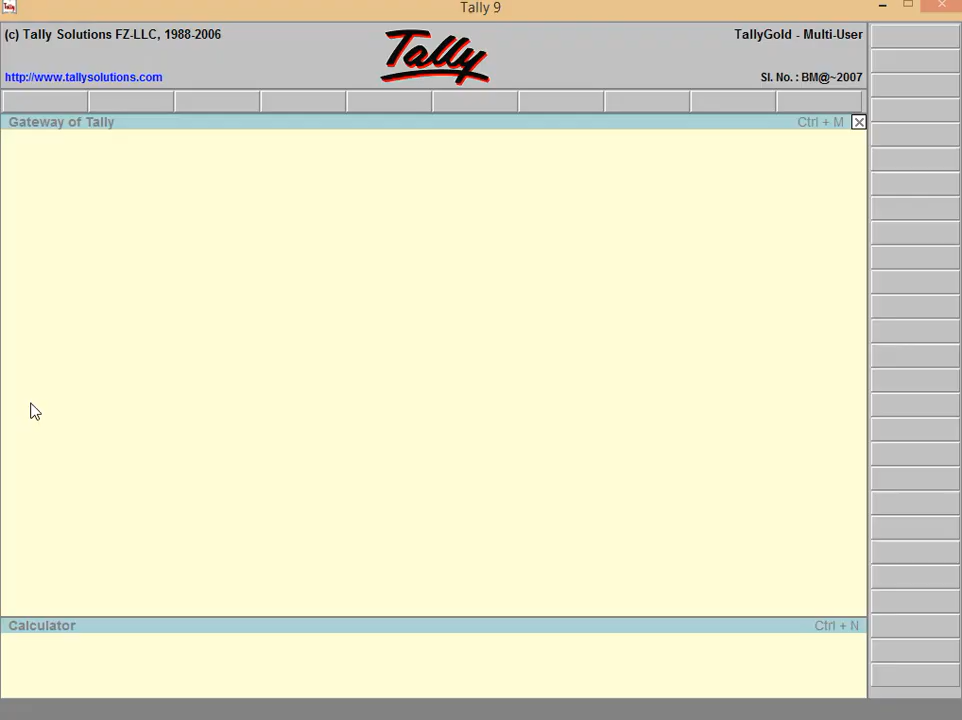 Tally 9
(c) Tally Solutions FZ-LLC, 1988-2006
Tally
TallyGold - Multi-User
http://www.tallysolutions.com
Sl. No. : BM@~2007
Gateway of Tally
Ctrl + M
Calculator
Ctrl + N